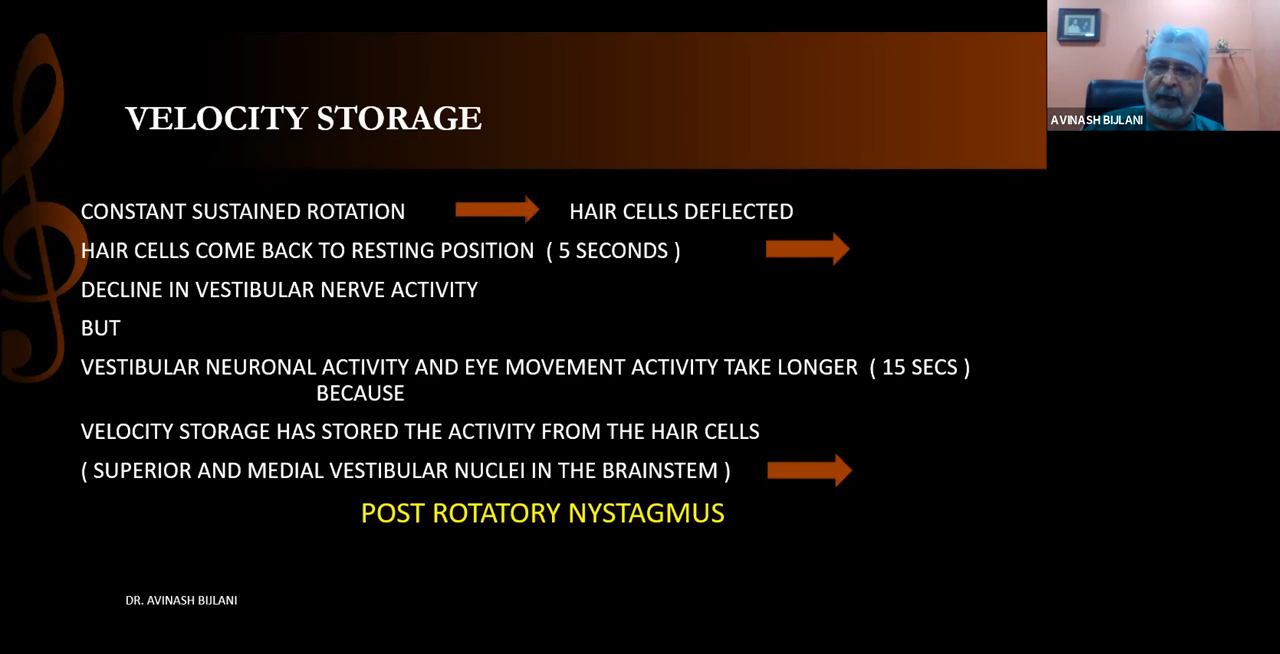 VELOCITY STORAGE
A VINASH BIJLANI
CONSTANT SUSTAINED ROTATION HAIR CELLS DEFLECTED
HAIR CELLS COME BACK TO RESTING POSITION ( 5 SECONDS )
DECLINE IN VESTIBULAR NERVE ACTIVITY
BUT
VESTIBULAR NEURONAL ACTIVITY AND EYE MOVEMENT ACTIVITY TAKE LONGER ( 15 SECS )
BECAUSE
VELOCITY STORAGE HAS STORED THE ACTIVITY FROM THE HAIR CELLS
( SUPERIOR AND MEDIAL VESTIBULAR NUCLEI IN THE BRAINSTEM )
POST ROTATORY NYSTAGMUS
DR. AVINASH BIJLANI